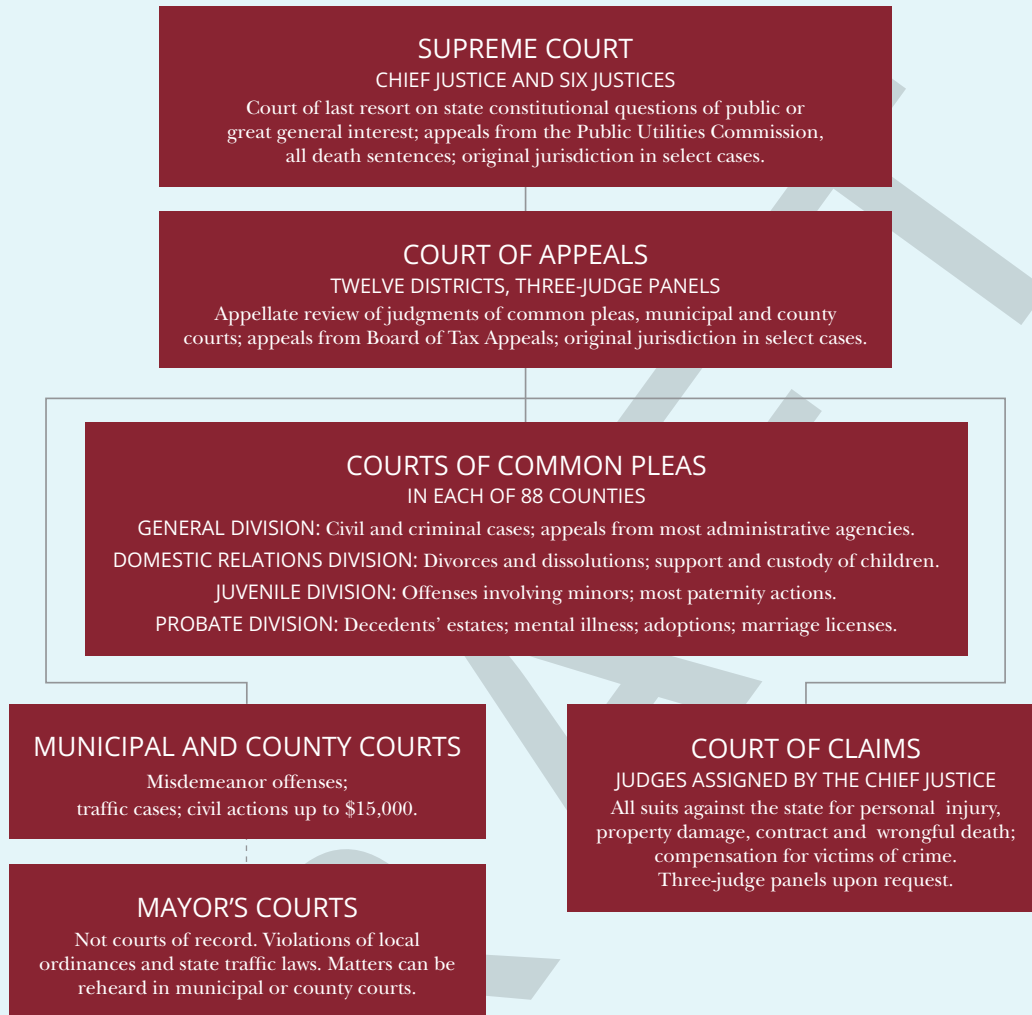 SUPREME COURT
CHIEF JUSTICE AND SIX JUSTICES
Court of last resort on state constitutional questions of public or
great general interest; appeals from the Public Utilities Commission,
all death sentences; original jurisdiction in select cases.
COURT OF APPEALS
TWELVE DISTRICTS, THREE-JUDGE PANELS
Appellate review of judgments of common pleas, municipal and county
courts; appeals from Board of Tax Appeals; original jurisdiction in select cases.
COURTS OF COMMON PLEAS
IN EACH OF 88 COUNTIES
GENERAL DIVISION: Civil and criminal cases; appeals from most administrative agencies.
DOMESTIC RELATIONS DIVISION: Divorces and dissolutions; support and custody of children.
JUVENILE DIVISION: Offenses involving minors; most paternity actions.
PROBATE DIVISION: Decedents' estates; mental illness; adoptions; marriage licenses.
MUNICIPAL AND COUNTY COURTS
Misdemeanor offenses;
traffic cases; civil actions up to $15,000.
MAYOR'S COURTS
Not courts of record. Violations of local
ordinances and state traffic laws. Matters can be
reheard in municipal or county courts.
COURT OF CLAIMS
JUDGES ASSIGNED BY THE CHIEF JUSTICE
All suits against the state for personal injury,
property damage, contract and wrongful death;
compensation for victims of crime.
Three-judge panels upon request.